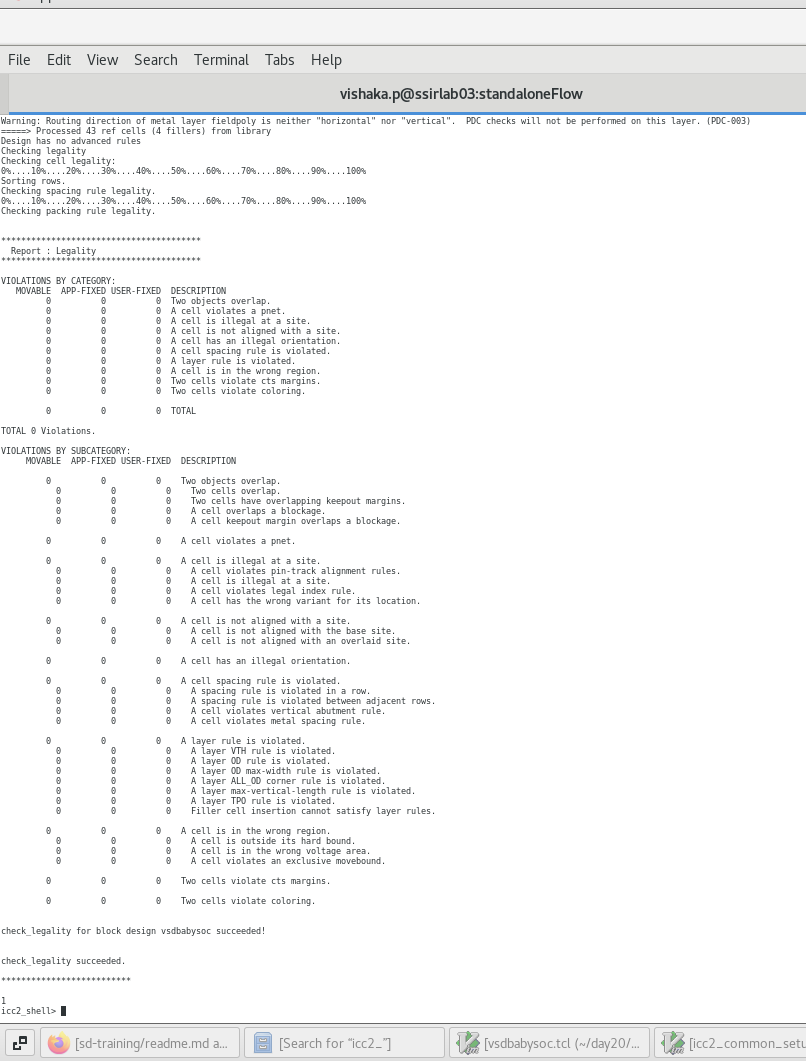 File Edit View Search Terminal Tabs Help
vishaka.p@ssirlab03:standaloneFlow
Warning: Routing direction of metal layer fieldpoly is neither "horizontal" nor "vertical".  PDC checks will not be performed on this layer. (PDC-003)
=====> Processed 43 ref cells (4 fillers) from library
Design has no advanced rules
Checking legality
Checking cell legality:
0%....10%....20%....30%....40%....50%....60%....70%....80%....90%....100%
Sorting rows.
Checking spacing rule legality.
0%....10%....20%....30%....40%....50%....60%....70%....80%....90%....100%
Checking packing rule legality.
****************************************
  Report : Legality
****************************************
VIOLATIONS BY CATEGORY:
   MOVABLE  APP-FIXED USER-FIXED  DESCRIPTION
         0          0          0  Two objects overlap.
         0          0          0  A cell violates a pnet.
         0          0          0  A cell is illegal at a site.
         0          0          0  A cell is not aligned with a site.
         0          0          0  A cell has an illegal orientation.
         0          0          0  A cell spacing rule is violated.
         0          0          0  A layer rule is violated.
         0          0          0  A cell is in the wrong region.
         0          0          0  Two cells violate cts margins.
         0          0          0  Two cells violate coloring.
         0          0          0  TOTAL
TOTAL 0 Violations.
VIOLATIONS BY SUBCATEGORY:
     MOVABLE  APP-FIXED USER-FIXED  DESCRIPTION
         0          0          0    Two objects overlap.
           0          0          0    Two cells overlap.
           0          0          0    Two cells have overlapping keepout margins.
           0          0          0    A cell overlaps a blockage.
           0          0          0    A cell keepout margin overlaps a blockage.
         0          0          0    A cell violates a pnet.
         0          0          0    A cell is illegal at a site.
           0          0          0    A cell violates pin-track alignment rules.
           0          0          0    A cell is illegal at a site.
           0          0          0    A cell violates legal index rule.
           0          0          0    A cell has the wrong variant for its location.
         0          0          0    A cell is not aligned with a site.
           0          0          0    A cell is not aligned with the base site.
           0          0          0    A cell is not aligned with an overlaid site.
         0          0          0    A cell has an illegal orientation.
         0          0          0    A cell spacing rule is violated.
           0          0          0    A spacing rule is violated in a row.
           0          0          0    A spacing rule is violated between adjacent rows.
           0          0          0    A cell violates vertical abutment rule.
           0          0          0    A cell violates metal spacing rule.
         0          0          0    A layer rule is violated.
           0          0          0    A layer VTH rule is violated.
           0          0          0    A layer OD rule is violated.
           0          0          0    A layer OD max-width rule is violated.
           0          0          0    A layer ALL_OD corner rule is violated.
           0          0          0    A layer max-vertical-length rule is violated.
           0          0          0    A layer TPO rule is violated.
           0          0          0    Filler cell insertion cannot satisfy layer rules.
         0          0          0    A cell is in the wrong region.
           0          0          0    A cell is outside its hard bound.
           0          0          0    A cell is in the wrong voltage area.
           0          0          0    A cell violates an exclusive movebound.
         0          0          0    Two cells violate cts margins.
         0          0          0    Two cells violate coloring.
check_legality for block design vsdbabysoc succeeded!
check_legality succeeded.
**************************
1
icc2_shell>
[sd-training/readme.md a... [Search for "icc2_"] [vsdbabysoc.tcl (~/day20/... [icc2_common_setu